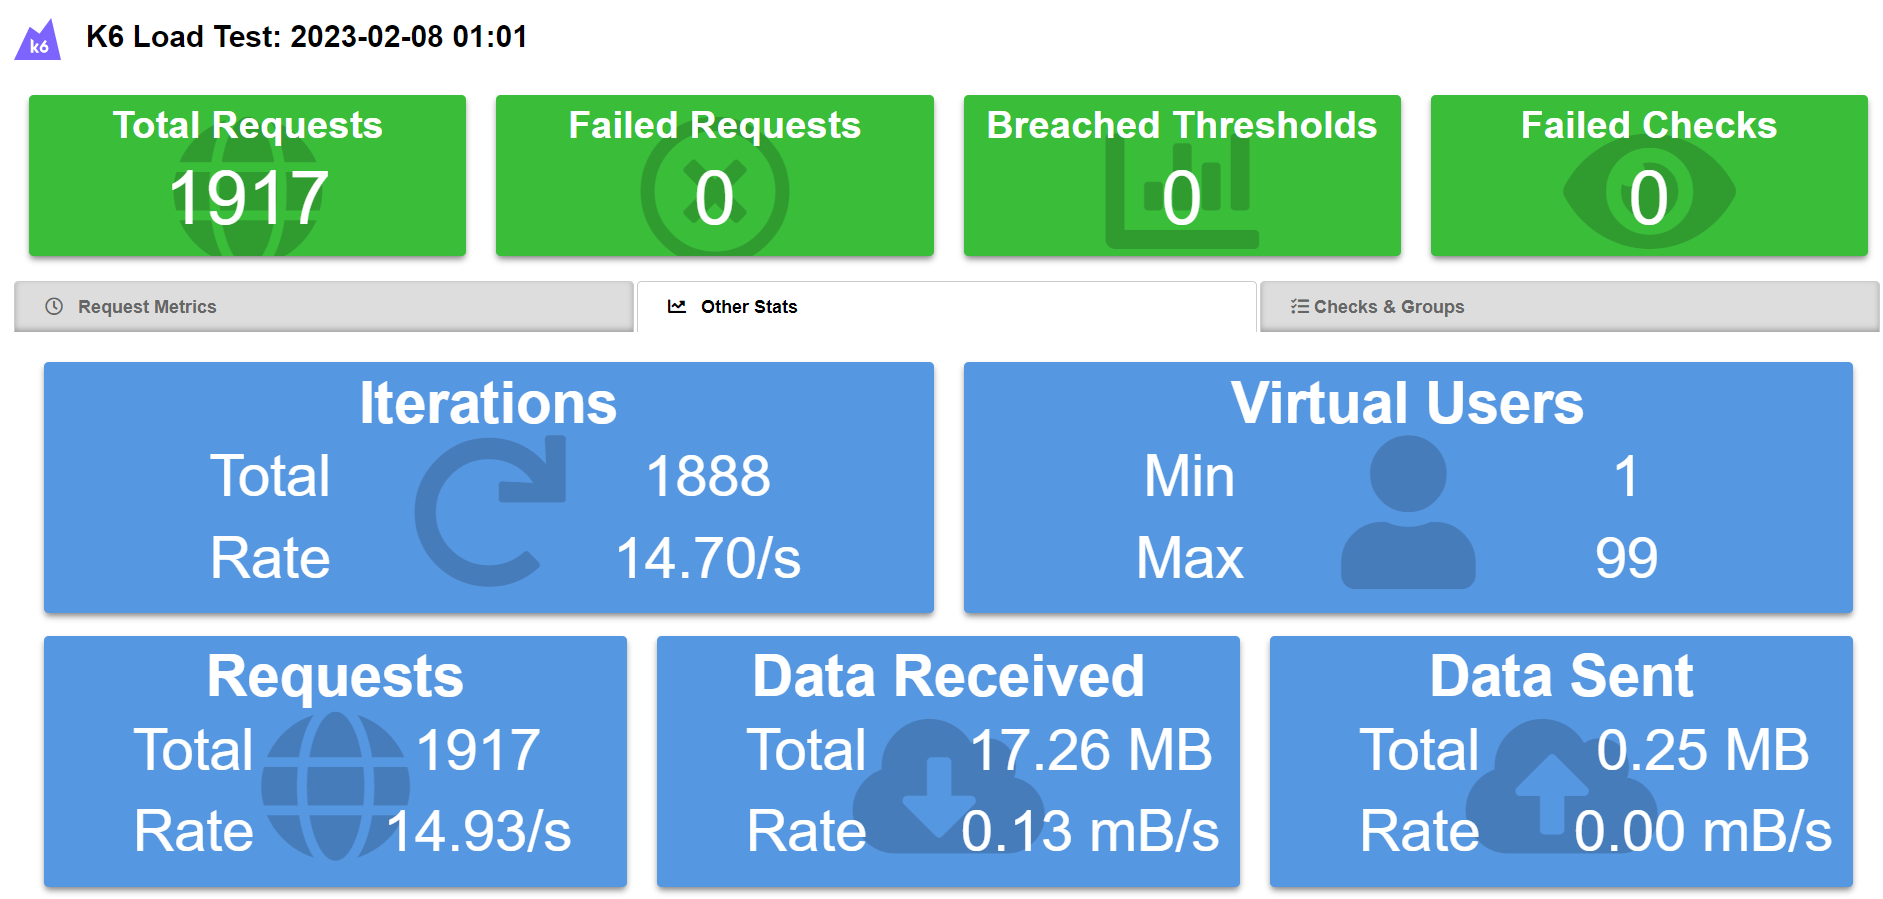 k6
K6 Load Test: 2023-02-08 01:01
Total Requests
1917
Failed Requests
0
Breached Thresholds
0
Failed Checks
0
Request Metrics
Other Stats
Checks & Groups
Iterations
Total 1888
Rate 14.70/s
Virtual Users
Min 1
Max 99
Requests
Total 1917
Rate 14.93/s
Data Received
Total 17.26 MB
Rate 0.13 mB/s
Data Sent
Total 0.25 MB
Rate 0.00 mB/s